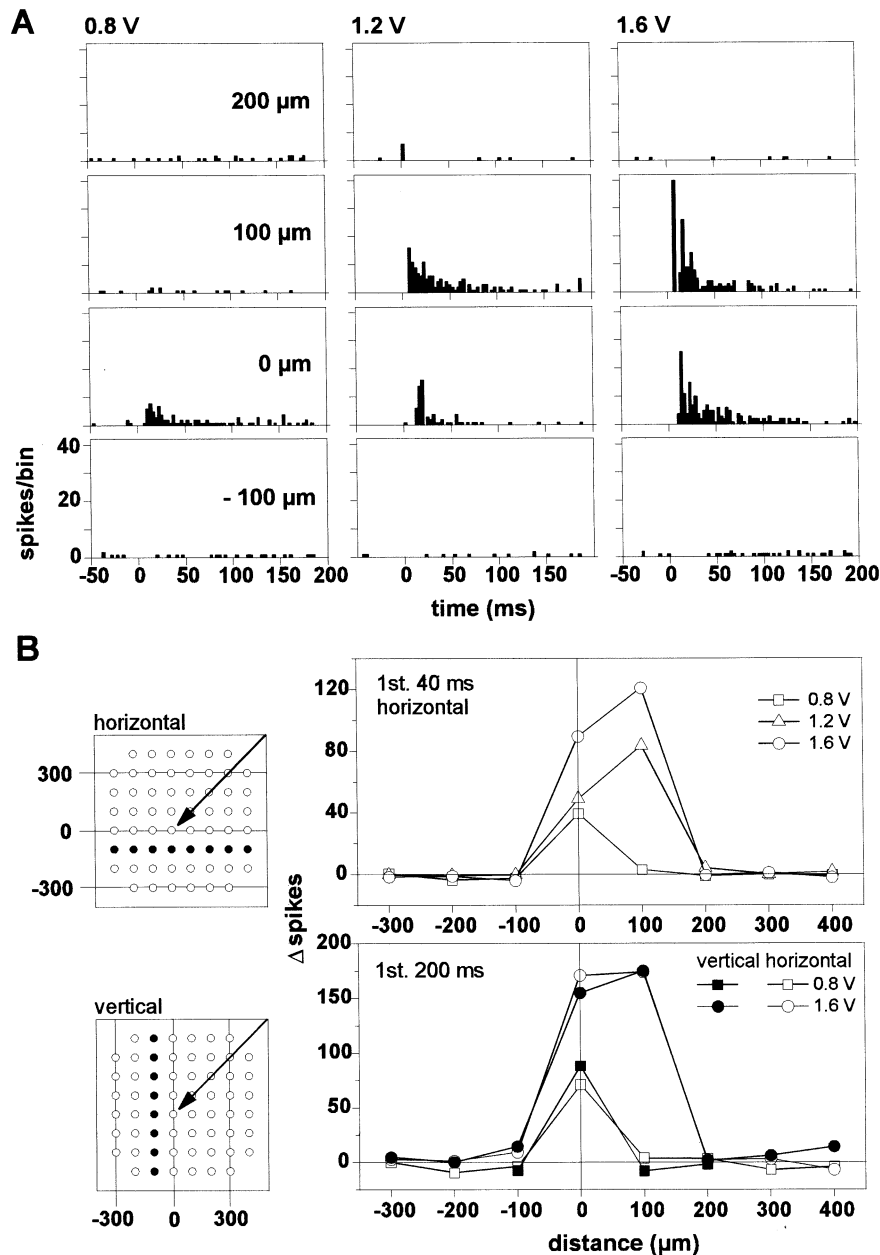 A
0.8 V 1.2 V 1.6 V
200 µm
100 µm
0 µm
40
- 100 µm
20
0
spikes/bin
-50 0 50 100 150 200 0 50 100 150 -50 0 50 100 150 200
time (ms)
B
horizontal
300
0
-300
1st. 40 ms
horizontal
0.8 V
1.2 V
1.6 V
120
80
40
0
-300 -200 -100 0 100 200 300 400
Δ spikes
vertical
-300 0 300
200
1st. 200 ms
vertical horizontal
0.8 V
1.6 V
150
100
50
0
-300 -200 -100 0 100 200 300 400
distance (µm)